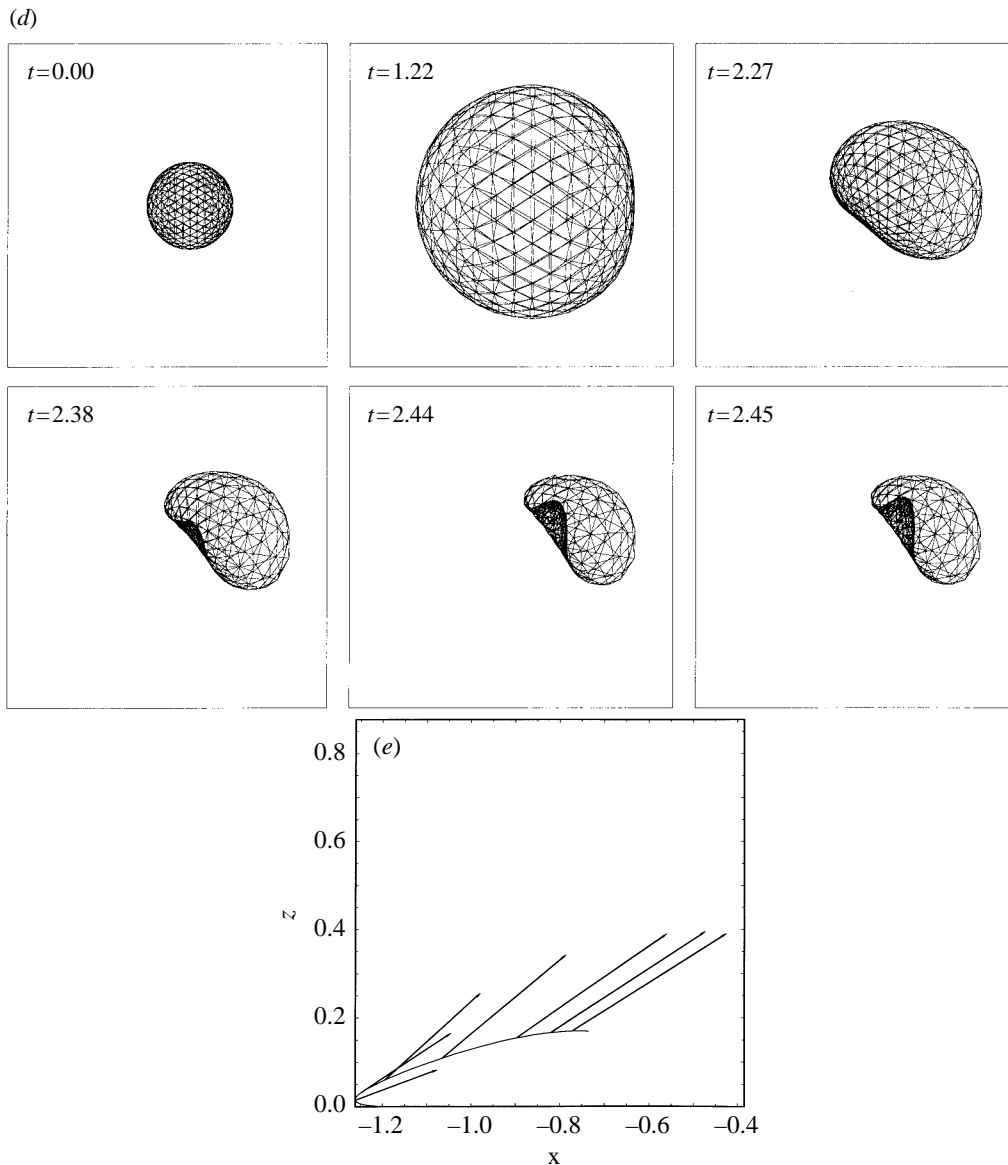 (d)
t=0.00
t=1.22
t=2.27
t=2.38
t=2.44
t=2.45
(e)
0.8
0.6
z
0.4
0.2
0.0
–1.2 –1.0 –0.8 –0.6 –0.4
x